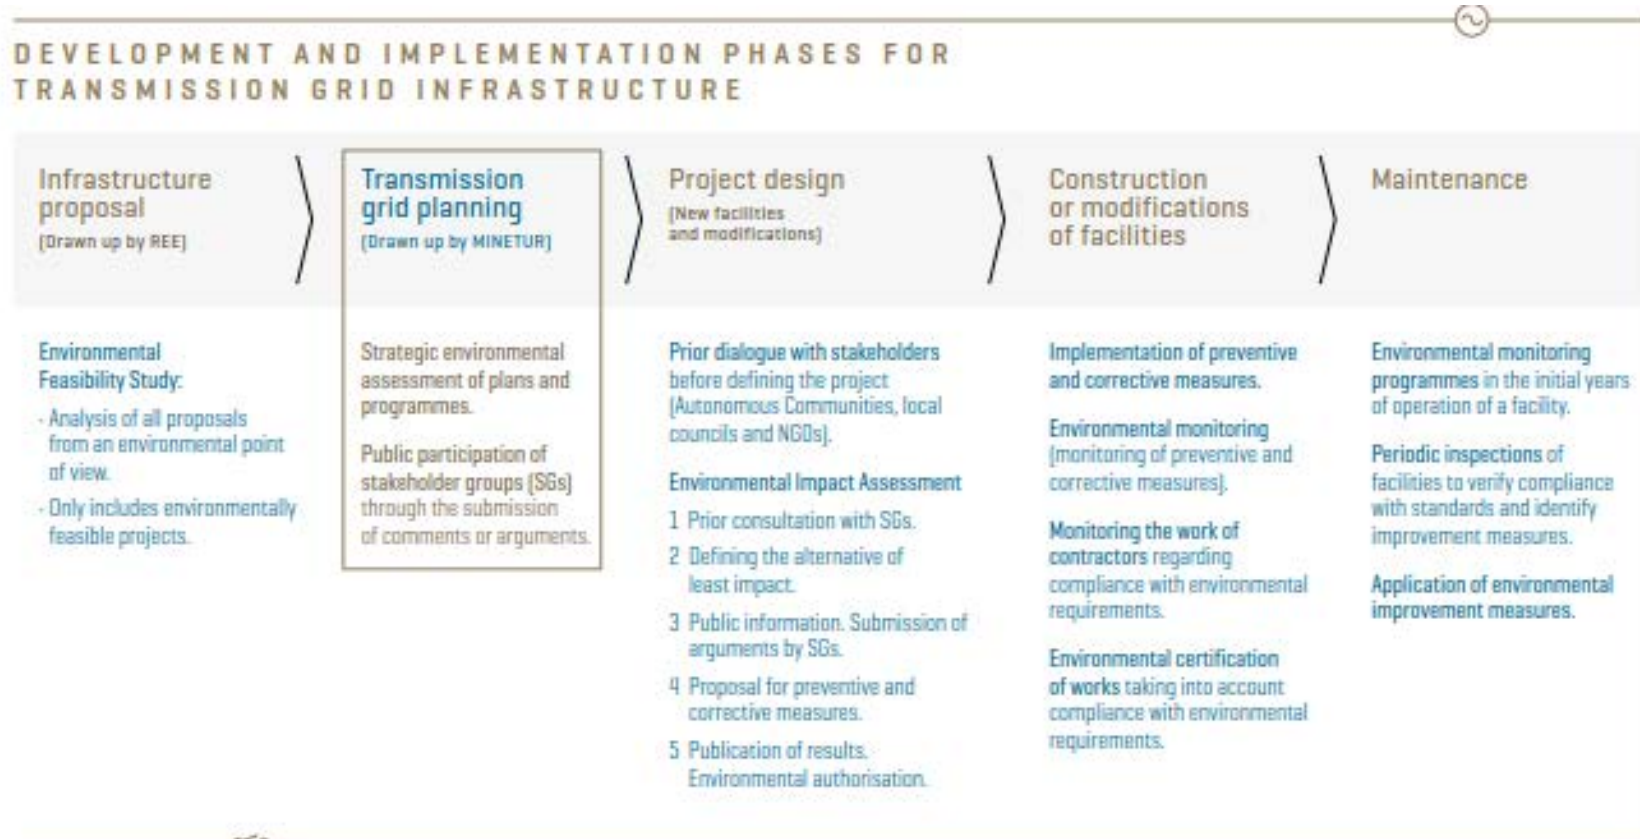 DEVELOPMENT AND IMPLEMENTATION PHASES FOR
TRANSMISSION GRID INFRASTRUCTURE
Infrastructure
proposal
(Drawn up by REE)
Transmission
grid planning
(Drawn up by MINETUR)
Project design
(New facilities
and modifications)
Construction
or modifications
of facilities
Maintenance
Environmental
Feasibility Study:
· Analysis of all proposals
from an environmental point
of view.
· Only includes environmentally
feasible projects.
Strategic environmental
assessment of plans and
programmes.
Public participation of
stakeholder groups (SGs)
through the submission
of comments or arguments.
Prior dialogue with stakeholders
before defining the project
(Autonomous Communities, local
councils and NGOs).
Environmental Impact Assessment
1 Prior consultation with SGs.
2 Defining the alternative of
least impact.
3 Public information. Submission of
arguments by SGs.
4 Proposal for preventive and
corrective measures.
5 Publication of results.
Environmental authorisation.
Implementation of preventive
and corrective measures.
Environmental monitoring
(monitoring of preventive and
corrective measures).
Monitoring the work of
contractors regarding
compliance with environmental
requirements.
Environmental certification
of works taking into account
compliance with environmental
requirements.
Environmental monitoring
programmes in the initial years
of operation of a facility.
Periodic inspections of
facilities to verify compliance
with standards and identify
improvement measures.
Application of environmental
improvement measures.